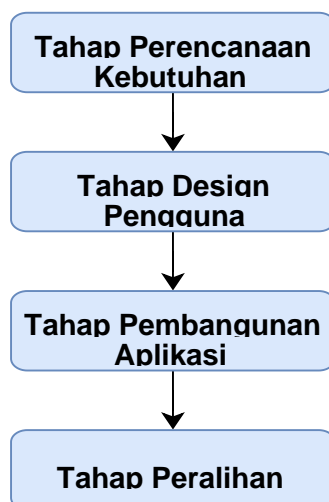 Tahap Perencanaan
Kebutuhan
Tahap Design
Pengguna
Tahap Pembangunan
Aplikasi
Tahap Peralihan